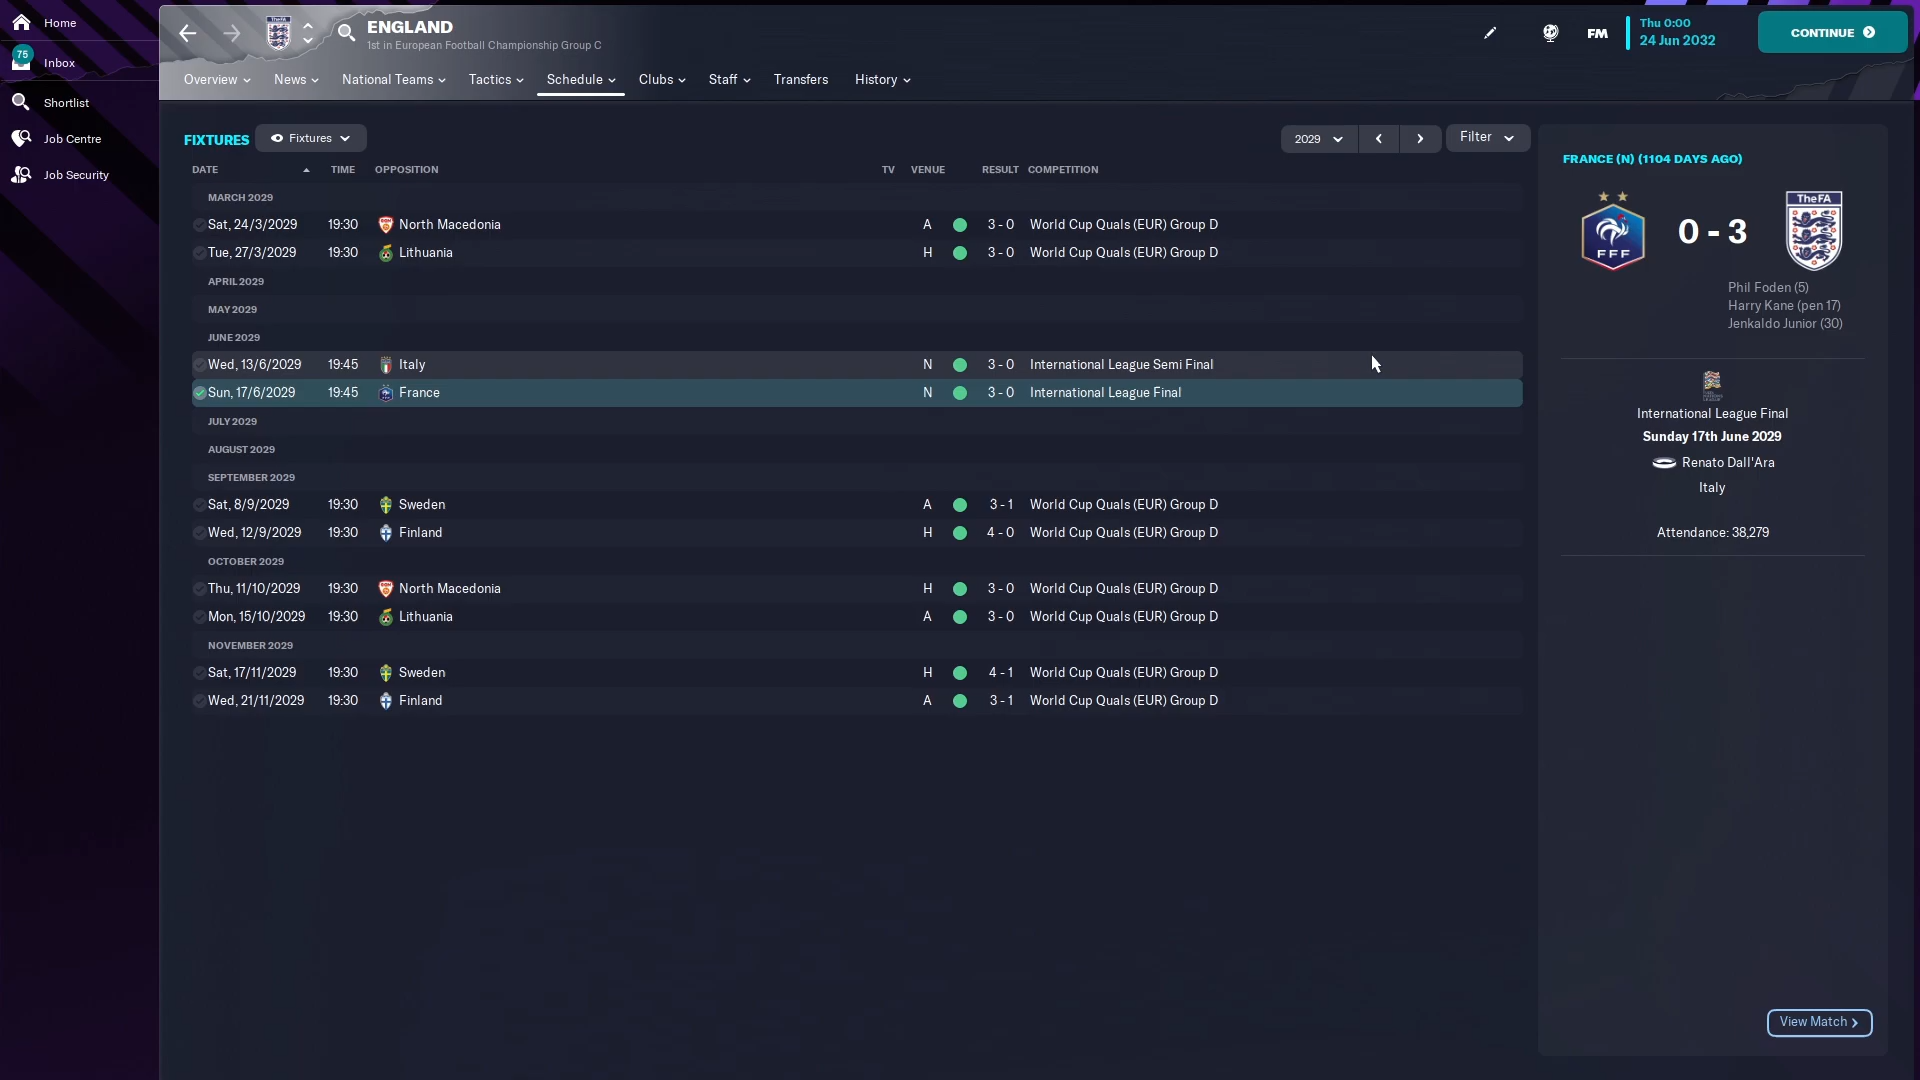 Home
75
Inbox
Shortlist
Job Centre
Job Security
TheFA
ENGLAND
1st in European Football Championship Group C
FM
Thu 0:00
24 Jun 2032
CONTINUE
Overview News National Teams Tactics Schedule Clubs Staff Transfers History
FIXTURES Fixtures 2029 Filter
DATE TIME OPPOSITION TV VENUE RESULT COMPETITION
MARCH 2029
Sat, 24/3/2029 19:30 North Macedonia A 3 - 0 World Cup Quals (EUR) Group D
Tue, 27/3/2029 19:30 Lithuania H 3 - 0 World Cup Quals (EUR) Group D
APRIL 2029
MAY 2029
JUNE 2029
Wed, 13/6/2029 19:45 Italy N 3 - 0 International League Semi Final
Sun, 17/6/2029 19:45 France N 3 - 0 International League Final
JULY 2029
AUGUST 2029
SEPTEMBER 2029
Sat, 8/9/2029 19:30 Sweden A 3 - 1 World Cup Quals (EUR) Group D
Wed, 12/9/2029 19:30 Finland H 4 - 0 World Cup Quals (EUR) Group D
OCTOBER 2029
Thu, 11/10/2029 19:30 North Macedonia H 3 - 0 World Cup Quals (EUR) Group D
Mon, 15/10/2029 19:30 Lithuania A 3 - 0 World Cup Quals (EUR) Group D
NOVEMBER 2029
Sat, 17/11/2029 19:30 Sweden H 4 - 1 World Cup Quals (EUR) Group D
Wed, 21/11/2029 19:30 Finland A 3 - 1 World Cup Quals (EUR) Group D
FRANCE (N) (1104 DAYS AGO)
FFF
0 - 3
TheFA
Phil Foden (5)
Harry Kane (pen 17)
Jenkaldo Junior (30)
International League Final
Sunday 17th June 2029
Renato Dall'Ara
Italy
Attendance: 38,279
View Match